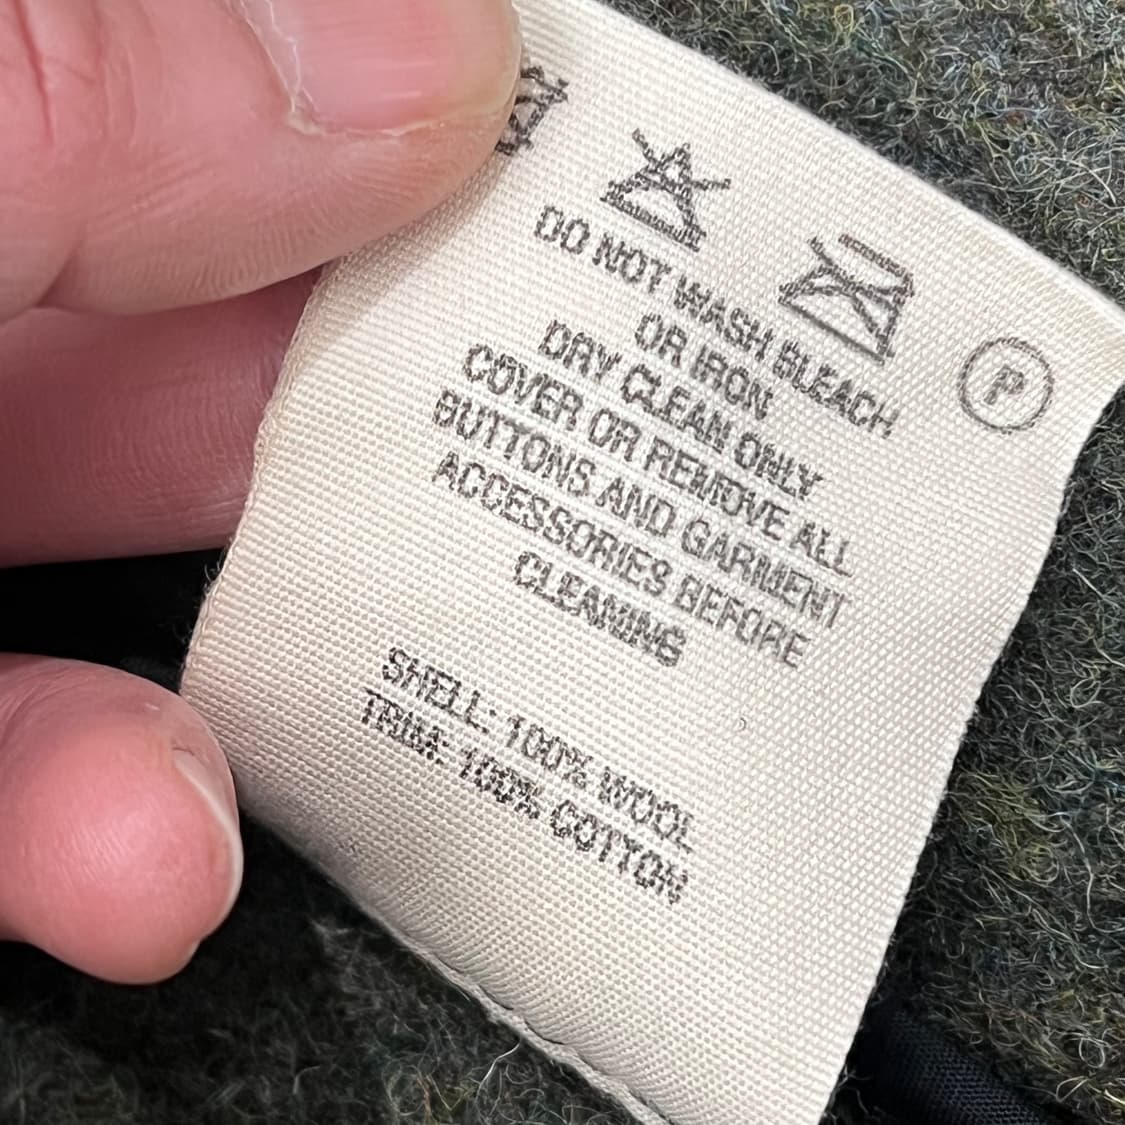 P
DO NOT WASH BLEACH
OR IRON
DRY CLEAN ONLY
COVER OR REMOVE ALL
BUTTONS AND GARMENT
ACCESSORIES BEFORE
CLEANING
SHELL: 100% WOOL
TRIM: 100% COTTON